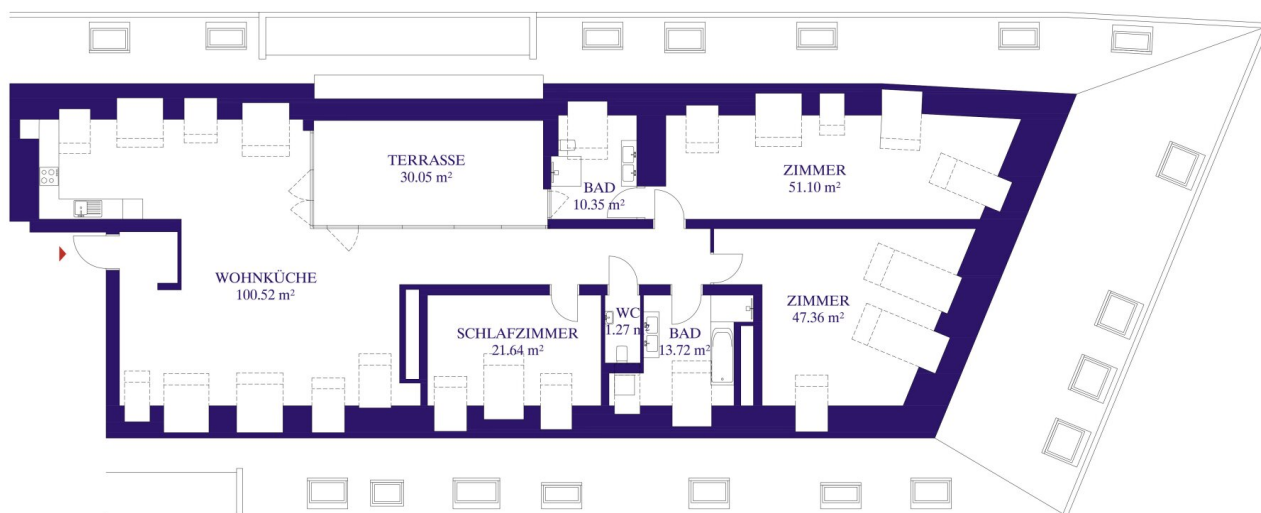 TERRASSE
30.05 m²
BAD
10.35 m²
ZIMMER
51.10 m²
WOHNKÜCHE
100.52 m²
SCHLAFZIMMER
21.64 m²
WC
1.27 m
BAD
13.72 m²
ZIMMER
47.36 m²